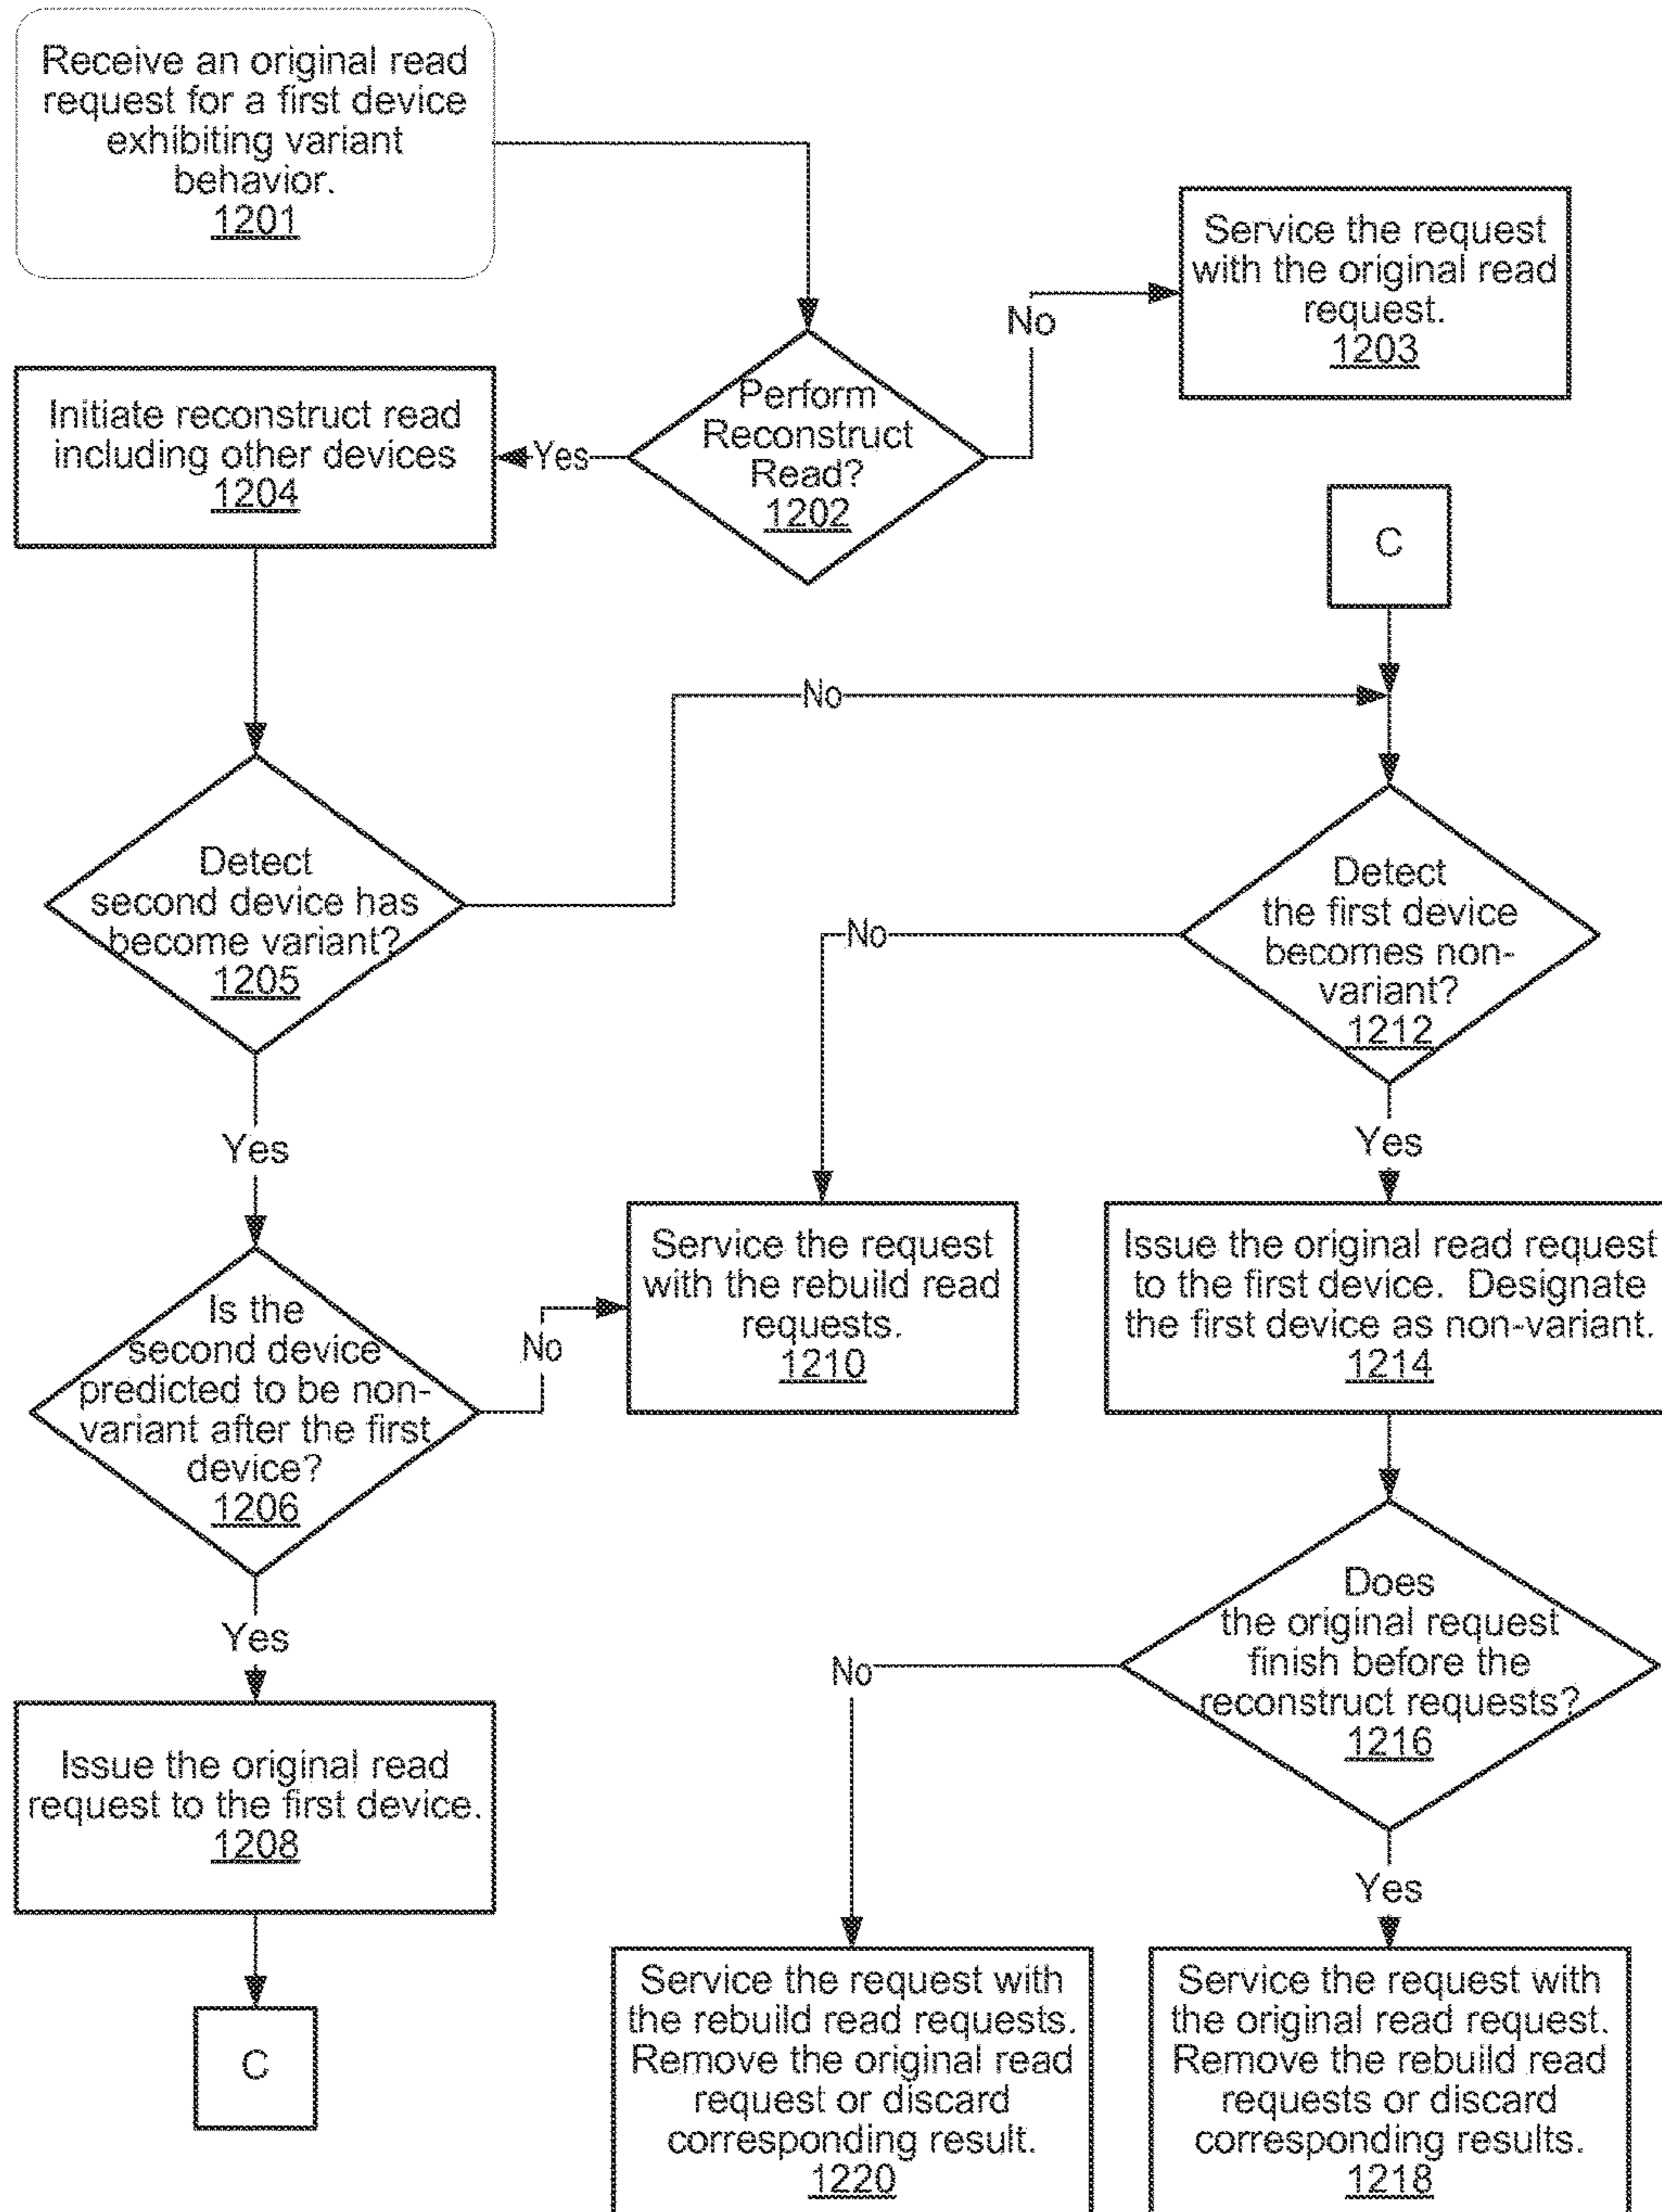 Receive an original read
request for a first device
exhibiting variant
behavior.
1201
Service the request
with the original read
request.
1203
No
Perform
Reconstruct
Read?
1202
Yes
Initiate reconstruct read
including other devices
1204
C
No
Detect
second device has
become variant?
1205
Detect
the first device
becomes non-
variant?
1212
No
Yes
Yes
Service the request
with the rebuild read
requests.
1210
Issue the original read request
to the first device. Designate
the first device as non-variant.
1214
Is the
second device
predicted to be non-
variant after the first
device?
1206
No
Yes
Does
the original request
finish before the
reconstruct requests?
1216
No
Yes
Issue the original read
request to the first device.
1208
C
Service the request with
the rebuild read requests.
Remove the original read
request or discard
corresponding result.
1220
Service the request with
the original read request.
Remove the rebuild read
requests or discard
corresponding results.
1218